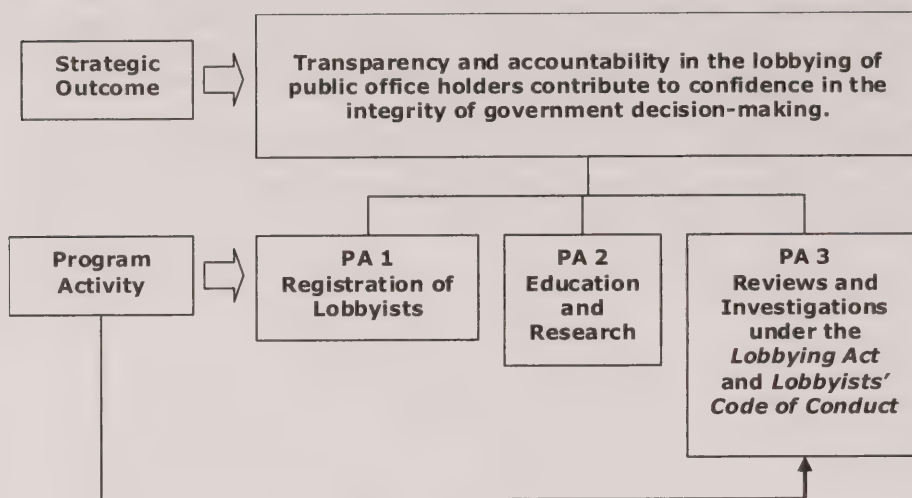 Strategic
Outcome
Transparency and accountability in the lobbying of
public office holders contribute to confidence in the
integrity of government decision-making.
Program
Activity
PA 1
Registration of
Lobbyists
PA 2
Education
and
Research
PA 3
Reviews and
Investigations
under the
Lobbying Act
and Lobbyists'
Code of Conduct